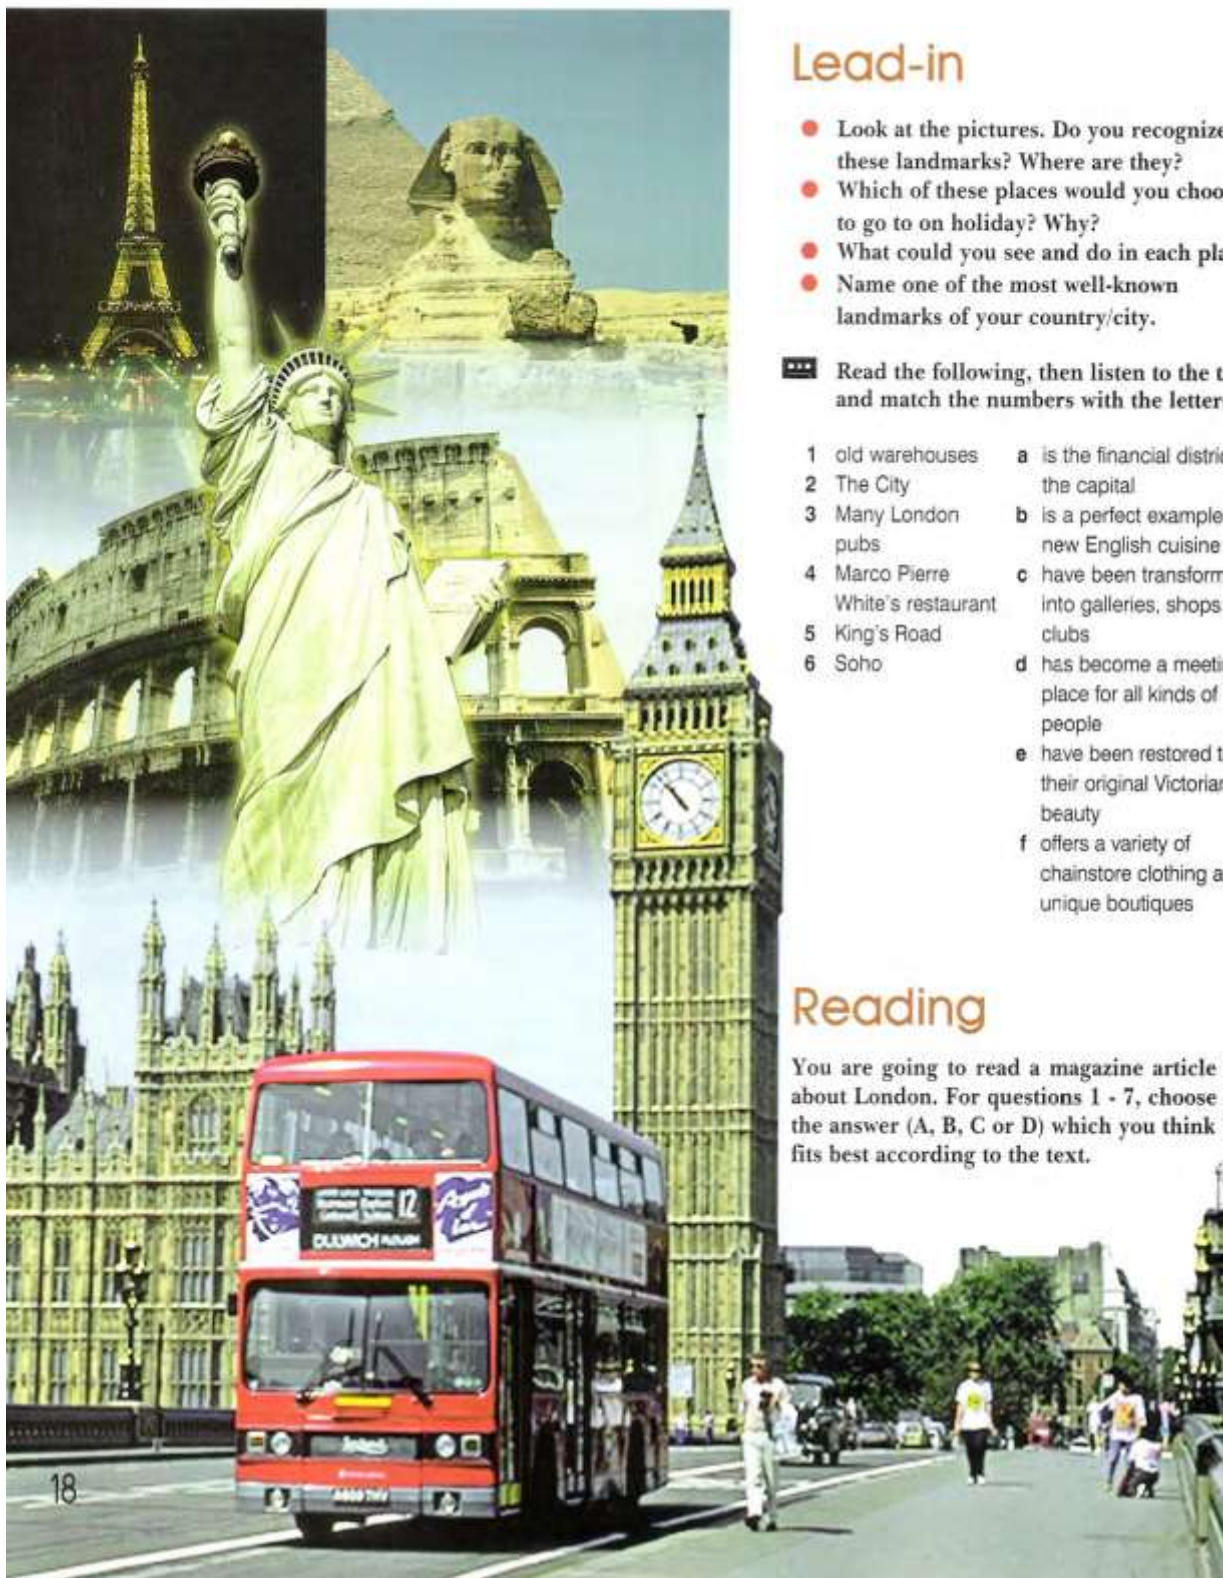 Lead-in
Look at the pictures. Do you recognize
these landmarks? Where are they?
Which of these places would you choo
to go to on holiday? Why?
What could you see and do in each pla
Name one of the most well-known
landmarks of your country/city.
Read the following, then listen to the t
and match the numbers with the letter
1 old warehouses
2 The City
3 Many London
pubs
4 Marco Pierre
White's restaurant
5 King's Road
6 Soho
a is the financial distric
the capital
b is a perfect example
new English cuisine
c have been transform
into galleries, shops
clubs
d has become a meetin
place for all kinds of
people
e have been restored t
their original Victorian
beauty
f offers a variety of
chainstore clothing a
unique boutiques
Reading
You are going to read a magazine article
about London. For questions 1 - 7, choose
the answer (A, B, C or D) which you think
fits best according to the text.
12
DULWICH
18